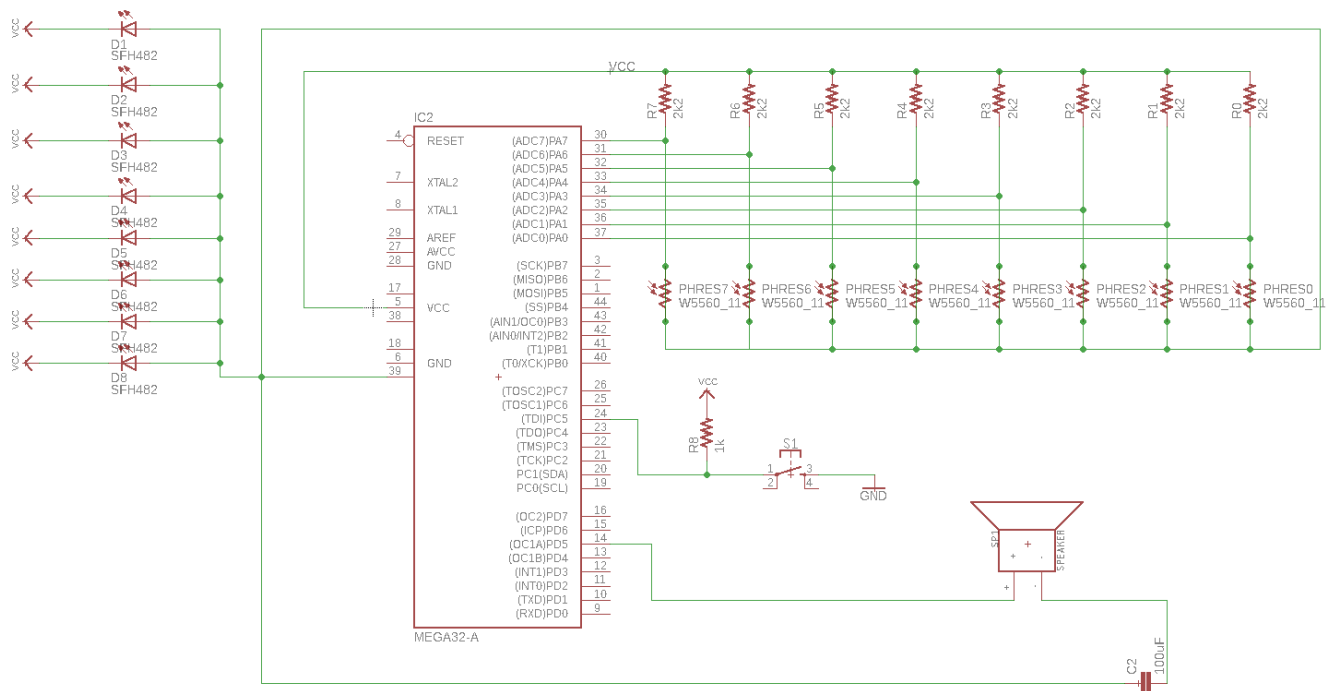 VCC
D1
SFH482
VCC
D2
SFH482
VCC
D3
SFH482
VCC
D4
SFH482
VCC
D5
SFH482
VCC
D6
SFH482
VCC
D7
SFH482
VCC
D8
SFH482
VCC
R7
2k2
R6
2k2
R5
2k2
R4
2k2
R3
2k2
R2
2k2
R1
2k2
R0
2k2
IC2
4 RESET
7 XTAL2
8 XTAL1
29 AREF
27 AVCC
28 GND
17
5 VCC
38
18
6 GND
39
(ADC7)PA7 30
(ADC6)PA6 31
(ADC5)PA5 32
(ADC4)PA4 33
(ADC3)PA3 34
(ADC2)PA2 35
(ADC1)PA1 36
(ADC0)PA0 37
(SCK)PB7 3
(MISO)PB6 2
(MOSI)PB5 1
(SS)PB4 44
(AIN1/OC0)PB3 43
(AIN0/INT2)PB2 42
(T1)PB1 41
(T0/XCK)PB0 40
(TOSC2)PC7 26
(TOSC1)PC6 25
(TDI)PC5 24
(TDO)PC4 23
(TMS)PC3 22
(TCK)PC2 21
PC1(SDA) 20
PC0(SCL) 19
(OC2)PD7 16
(ICP)PD6 15
(OC1A)PD5 14
(OC1B)PD4 13
(INT1)PD3 12
(INT0)PD2 11
(TXD)PD1 10
(RXD)PD0 9
MEGA32-A
PHRES7
W5560_11
PHRES6
W5560_11
PHRES5
W5560_11
PHRES4
W5560_11
PHRES3
W5560_11
PHRES2
W5560_11
PHRES1
W5560_11
PHRES0
W5560_11
VCC
R8
1k
S1
1 3
2 4
GND
SP1
SPEAKER
+ -
+ -
C2
100uF